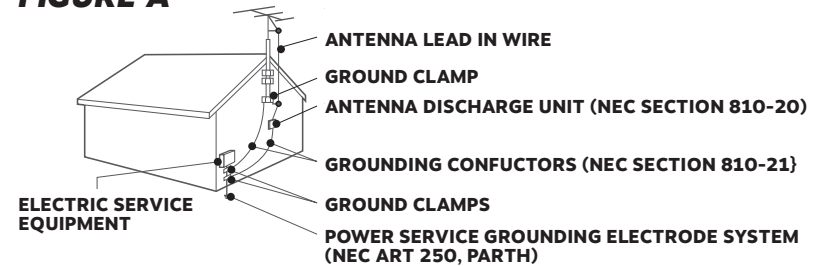 FIGURE A
ANTENNA LEAD IN WIRE
GROUND CLAMP
ANTENNA DISCHARGE UNIT (NEC SECTION 810-20)
GROUNDING CONFUCTORS (NEC SECTION 810-21}
ELECTRIC SERVICE
EQUIPMENT
GROUND CLAMPS
POWER SERVICE GROUNDING ELECTRODE SYSTEM
(NEC ART 250, PARTH)